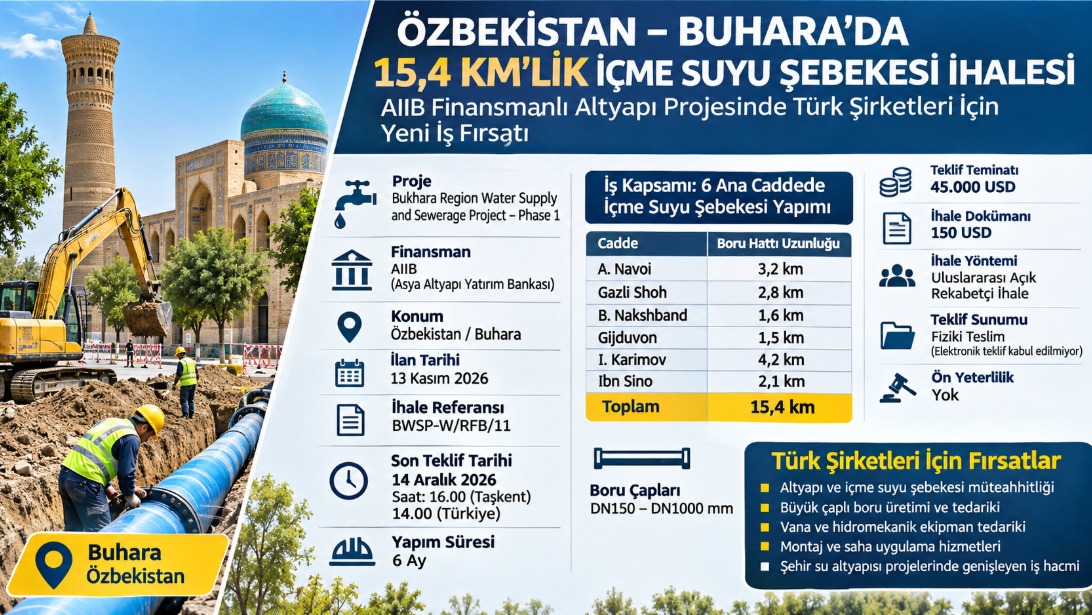 ÖZBEKİSTAN – BUHARA'DA
15,4 KM'LİK İÇME SUYU ŞEBEKESİ İHALESİ
AIIB Finansmanlı Altyapı Projesinde Türk Şirketleri İçin
Yeni İş Fırsatı
Proje
Bukhara Region Water Supply
and Sewerage Project – Phase 1
Finansman
AIIB
(Asya Altyapı Yatırım Bankası)
Konum
Özbekistan / Buhara
İlan Tarihi
13 Kasım 2026
İhale Referansı
BWSP-W/RFB/11
Son Teklif Tarihi
14 Aralık 2026
Saat: 16.00 (Taşkent)
14.00 (Türkiye)
Yapım Süresi
6 Ay
İş Kapsamı: 6 Ana Caddede
İçme Suyu Şebekesi Yapımı
Cadde Boru Hattı Uzunluğu
A. Navoi 3,2 km
Gazli Shoh 2,8 km
B. Nakshband 1,6 km
Gijduvon 1,5 km
I. Karimov 4,2 km
Ibn Sino 2,1 km
Toplam 15,4 km
Boru Çapları
DN150 – DN1000 mm
Teklif Teminatı
45.000 USD
İhale Dokümanı
150 USD
İhale Yöntemi
Uluslararası Açık
Rekabetçi İhale
Teklif Sunumu
Fiziki Teslim
(Elektronik teklif kabul edilmiyor)
Ön Yeterlilik
Yok
Türk Şirketleri İçin Fırsatlar
Altyapı ve içme suyu şebekesi müteahhitliği
Büyük çaplı boru üretimi ve tedariki
Vana ve hidromekanik ekipman tedariki
Montaj ve saha uygulama hizmetleri
Şehir su altyapısı projelerinde genişleyen iş hacmi
Buhara
Özbekistan